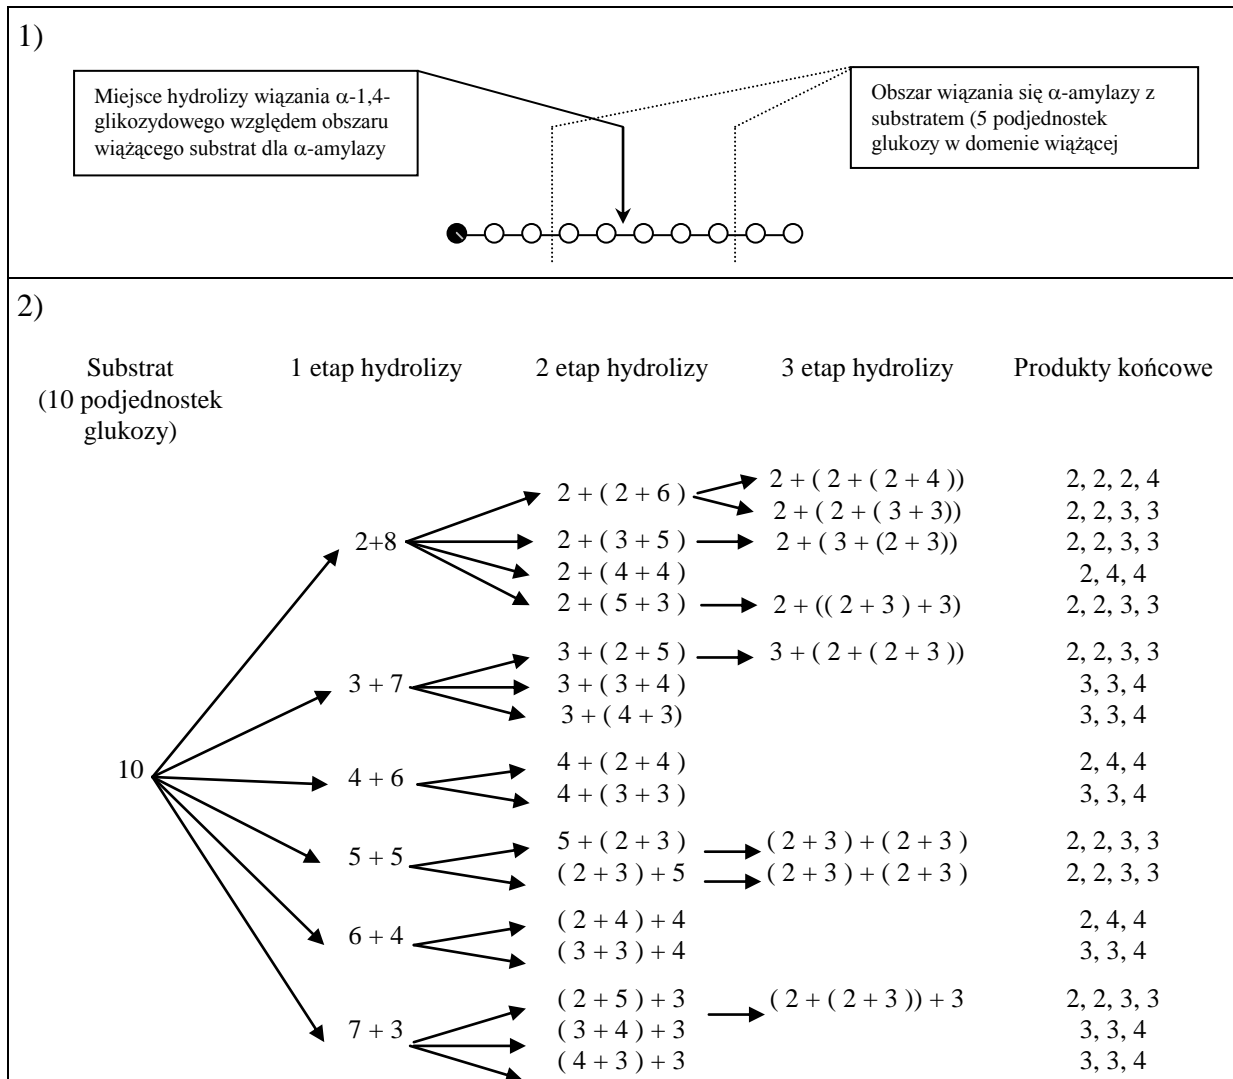 1)
Miejsce hydrolizy wiązania α-1,4-
glikozydowego względem obszaru
wiążącego substrat dla α-amylazy
Obszar wiązania się α-amylazy z
substratem (5 podjednostek
glukozy w domenie wiążącej
2)
Substrat
(10 podjednostek
glukozy)
1 etap hydrolizy
2 etap hydrolizy
3 etap hydrolizy
Produkty końcowe
10
2+8
2 + ( 2 + 6 )
2 + ( 2 + ( 2 + 4 ))
2, 2, 2, 4
2 + ( 2 + ( 3 + 3))
2, 2, 3, 3
2 + ( 3 + 5 )
2 + ( 3 + (2 + 3))
2, 2, 3, 3
2 + ( 4 + 4 )
2, 4, 4
2 + ( 5 + 3 )
2 + (( 2 + 3 ) + 3)
2, 2, 3, 3
3 + 7
3 + ( 2 + 5 )
3 + ( 2 + ( 2 + 3 ))
2, 2, 3, 3
3 + ( 3 + 4 )
3, 3, 4
3 + ( 4 + 3)
3, 3, 4
4 + 6
4 + ( 2 + 4 )
2, 4, 4
4 + ( 3 + 3 )
3, 3, 4
5 + 5
5 + ( 2 + 3 )
( 2 + 3 ) + ( 2 + 3 )
2, 2, 3, 3
( 2 + 3 ) + 5
( 2 + 3 ) + ( 2 + 3 )
2, 2, 3, 3
6 + 4
( 2 + 4 ) + 4
2, 4, 4
( 3 + 3 ) + 4
3, 3, 4
7 + 3
( 2 + 5 ) + 3
( 2 + ( 2 + 3 )) + 3
2, 2, 3, 3
( 3 + 4 ) + 3
3, 3, 4
( 4 + 3 ) + 3
3, 3, 4